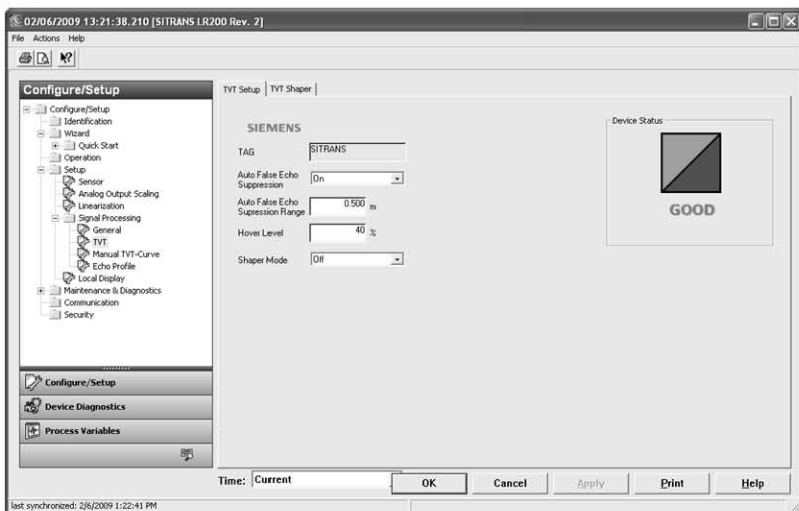 02/06/2009 13:21:38.210 [SITRANS LR200 Rev. 2]
File Actions Help
Configure/Setup
Configure/Setup
Identification
Wizard
Quick Start
Operation
Setup
Sensor
Analog Output Scaling
Linearization
Signal Processing
General
TVT
Manual TVT-Curve
Echo Profile
Local Display
Maintenance & Diagnostics
Communication
Security
Configure/Setup
Device Diagnostics
Process Variables
TVT Setup TVT Shaper
SIEMENS
TAG SITRANS
Auto False Echo
Suppression On
Auto False Echo
Supression Range 0.500 m
Hover Level 40 %
Shaper Mode Off
Device Status
GOOD
Time: Current
OK Cancel Apply Print Help
last synchronized: 2/6/2009 1:22:41 PM